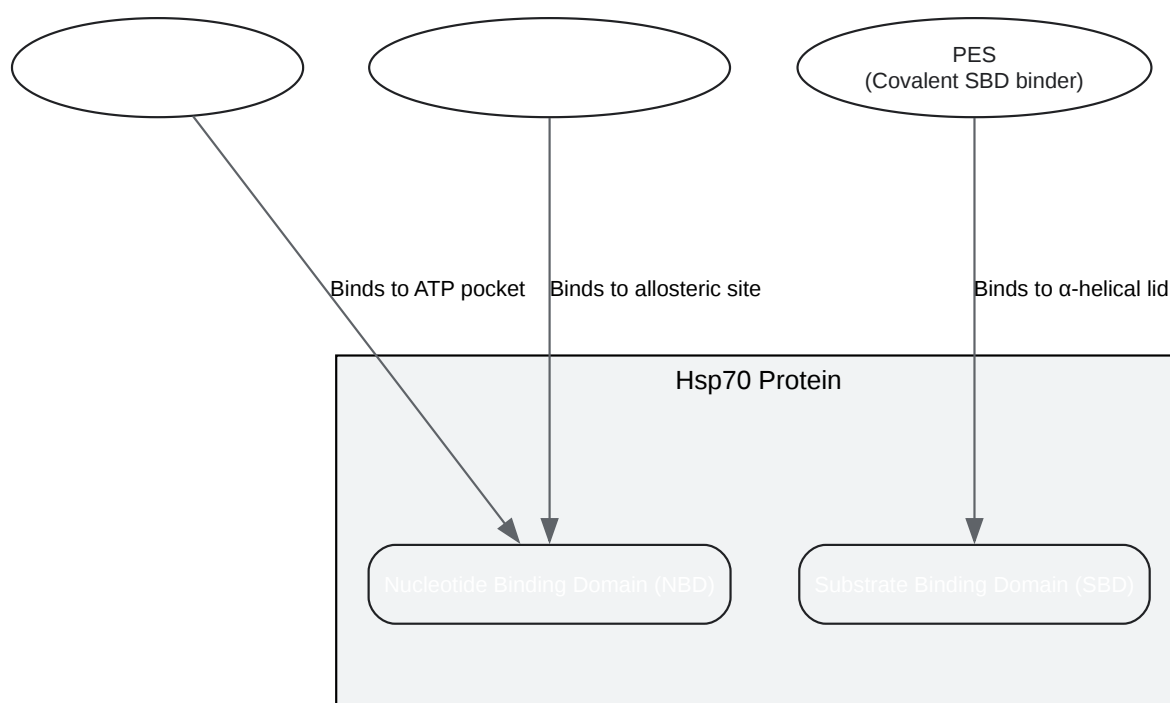 PES
(Covalent SBD binder)
Binds to ATP pocket
Binds to allosteric site
Binds to α-helical lid
Hsp70 Protein
Nucleotide Binding Domain (NBD)
Substrate Binding Domain (SBD)